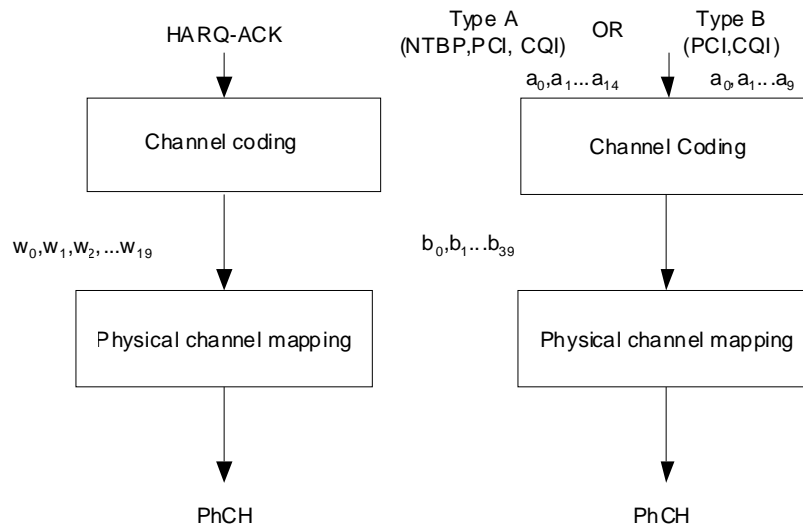 HARQ-ACK
Channel coding
w0,w1,w2,...w19
Physical channel mapping
PhCH
Type A
(NTBP,PCI, CQI)
OR
Type B
(PCI,CQI)
a0,a1...a14
a0,a1...a9
Channel Coding
b0,b1...b39
Physical channel mapping
PhCH